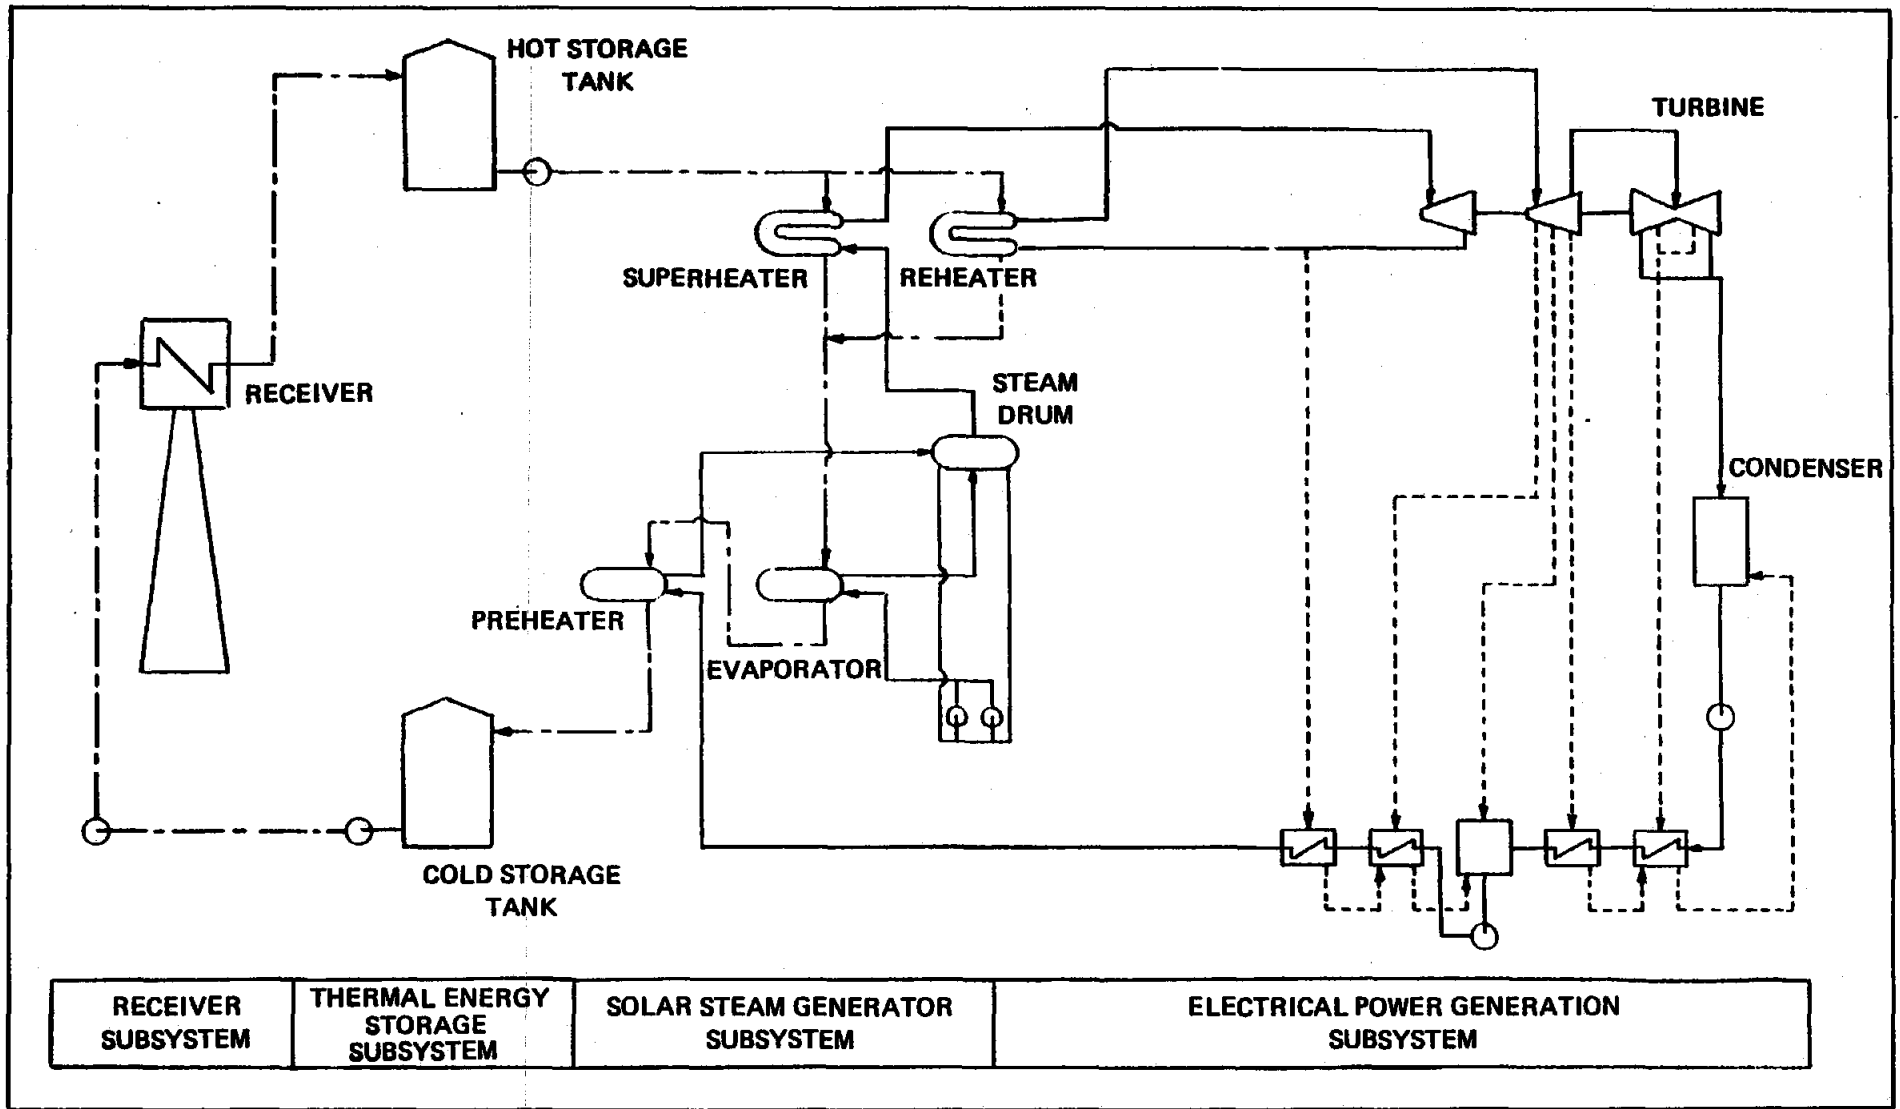 HOT STORAGE
TANK
TURBINE
SUPERHEATER
REHEATER
RECEIVER
STEAM
DRUM
CONDENSER
PREHEATER
EVAPORATOR
COLD STORAGE
TANK
RECEIVER
SUBSYSTEM
THERMAL ENERGY
STORAGE
SUBSYSTEM
SOLAR STEAM GENERATOR
SUBSYSTEM
ELECTRICAL POWER GENERATION
SUBSYSTEM